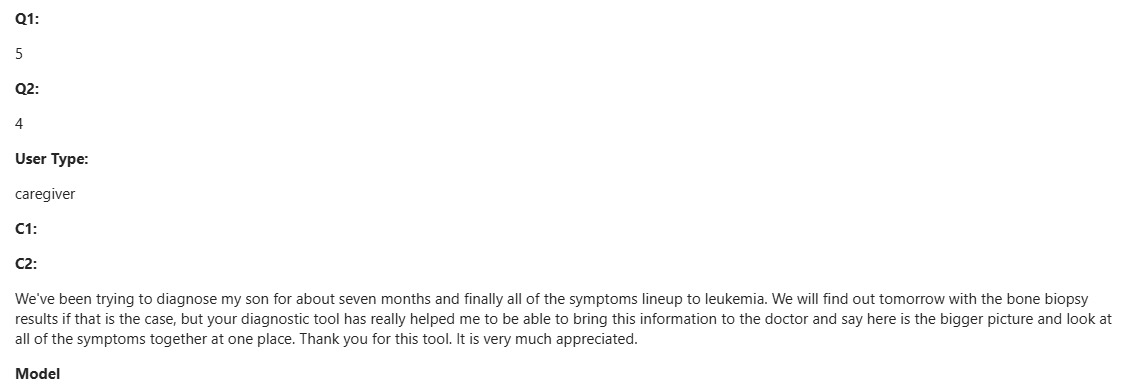 Q1:
5
Q2:
4
User Type:
caregiver
C1:
C2:
We've been trying to diagnose my son for about seven months and finally all of the symptoms lineup to leukemia. We will find out tomorrow with the bone biopsy
results if that is the case, but your diagnostic tool has really helped me to be able to bring this information to the doctor and say here is the bigger picture and look at
all of the symptoms together at one place. Thank you for this tool. It is very much appreciated.
Model